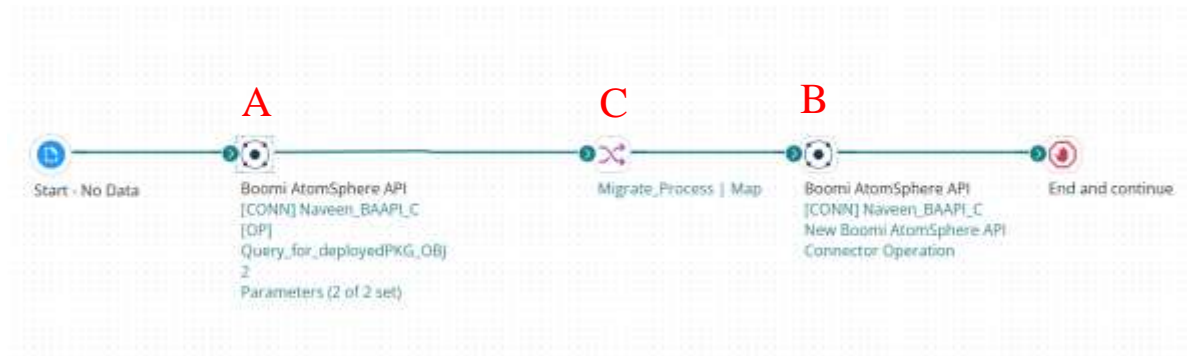 A
C
B
Start - No Data
Boomi AtomSphere API
[CONN] Naveen_BAAPI_C
[OP]
Query_for_deployedPKG_OBJ
2
Parameters (2 of 2 set)
Migrate_Process | Map
Boomi AtomSphere API
[CONN] Naveen_BAAPI_C
New Boomi AtomSphere API
Connector Operation
End and continue